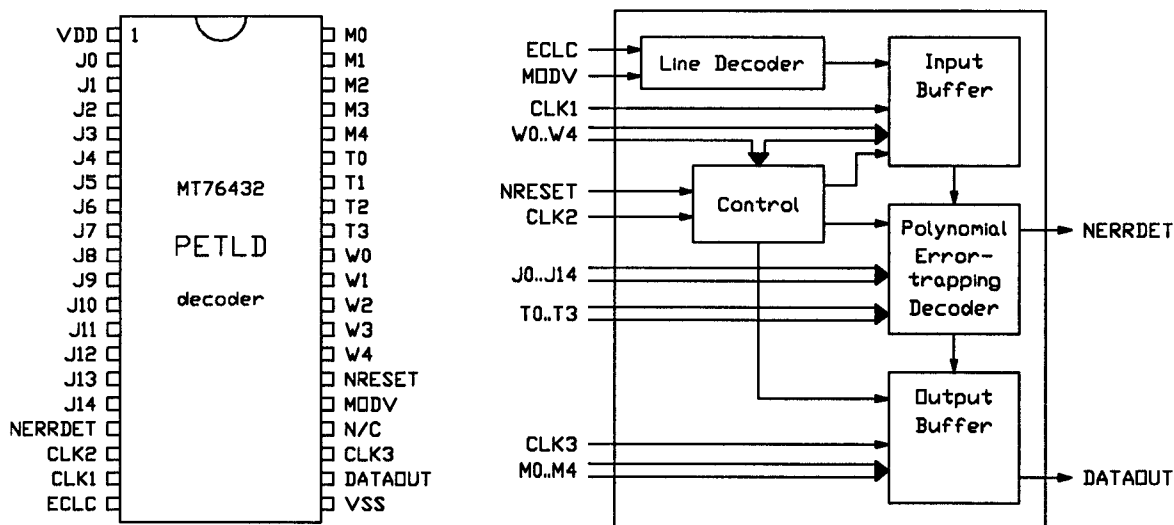 VDD 1 M0
J0 M1
J1 M2
J2 M3
J3 M4
J4 T0
J5 T1
J6 T2
J7 T3
J8 W0
J9 W1
J10 W2
J11 W3
J12 W4
J13 NRESET
J14 MODV
NERRDET N/C
CLK2 CLK3
CLK1 DATAOUT
ECLC VSS
MT76432
PETLD
decoder
ECLC
MODV
CLK1
W0..W4
NRESET
CLK2
J0..J14
T0..T3
CLK3
M0..M4
Line Decoder
Input
Buffer
Control
Polynomial
Error-
trapping
Decoder
Output
Buffer
NERRDET
DATAOUT